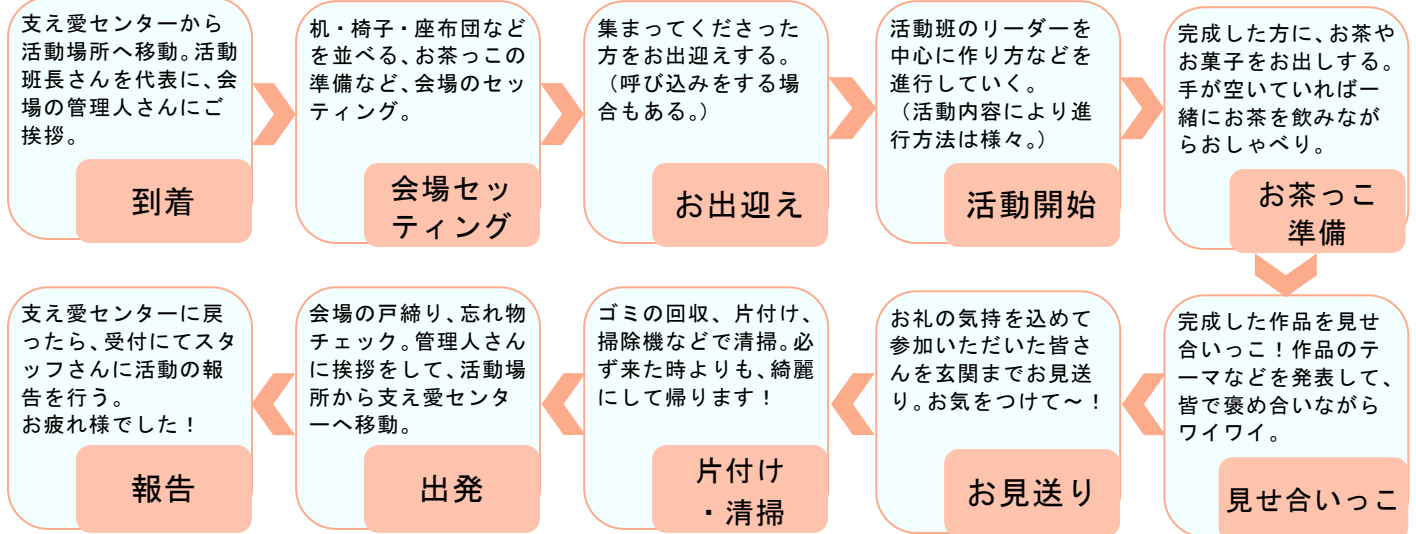 支え愛センターから
活動場所へ移動。活動
班長さんを代表に、会
場の管理人さんにご
挨拶。
到着
机・椅子・座布団など
を並べる、お茶っこの
準備など、会場のセッ
ティング。
会場セッ
ティング
集まってくださった
方をお出迎えする。
(呼び込みをする場
合もある。)
お出迎え
活動班のリーダーを
中心に作り方などを
進行していく。
(活動内容により進
行方法は様々。)
活動開始
完成した方に、お茶や
お菓子をお出しする。
手が空いていれば一
緒にお茶を飲みなが
らおしゃべり。
お茶っこ
準備
完成した作品を見せ
合いっこ！作品のテ
ーマなどを発表して、
皆で褒め合いながら
ワイワイ。
見せ合いっこ
お礼の気持を込めて
参加いただいた皆さ
んを玄関までお見送
り。お気をつけて～！
お見送り
ゴミの回収、片付け、
掃除機などで清掃。必
ず来た時よりも、綺麗
にして帰ります！
片付け
・清掃
会場の戸締り、忘れ物
チェック。管理人さん
に挨拶をして、活動場
所から支え愛センタ
ーへ移動。
出発
支え愛センターに戻
ったら、受付にてスタ
ッフさんに活動の報
告を行う。
お疲れ様でした！
報告